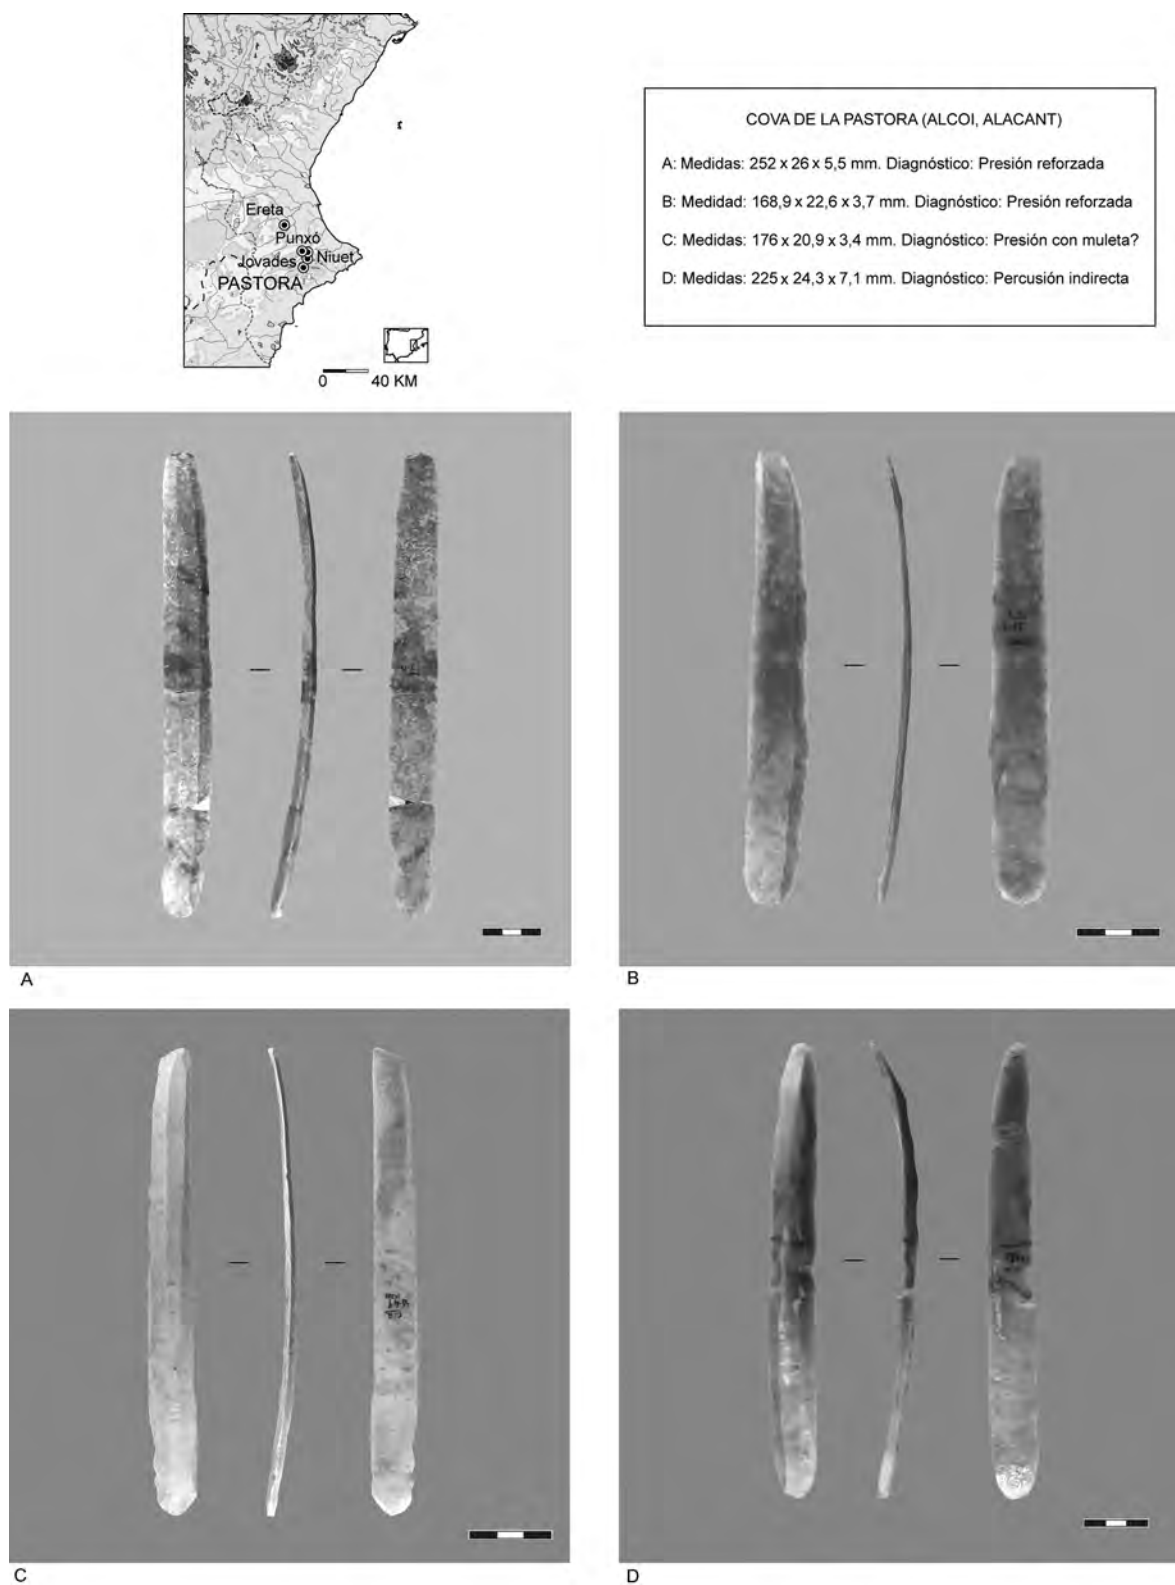 Ereta
Punxó
Jovades
Niuet
PASTORA
0 40 KM
COVA DE LA PASTORA (ALCOI, ALACANT)
A: Medidas: 252 x 26 x 5,5 mm. Diagnóstico: Presión reforzada
B: Medidad: 168,9 x 22,6 x 3,7 mm. Diagnóstico: Presión reforzada
C: Medidas: 176 x 20,9 x 3,4 mm. Diagnóstico: Presión con muleta?
D: Medidas: 225 x 24,3 x 7,1 mm. Diagnóstico: Percusión indirecta
A
B
C
D